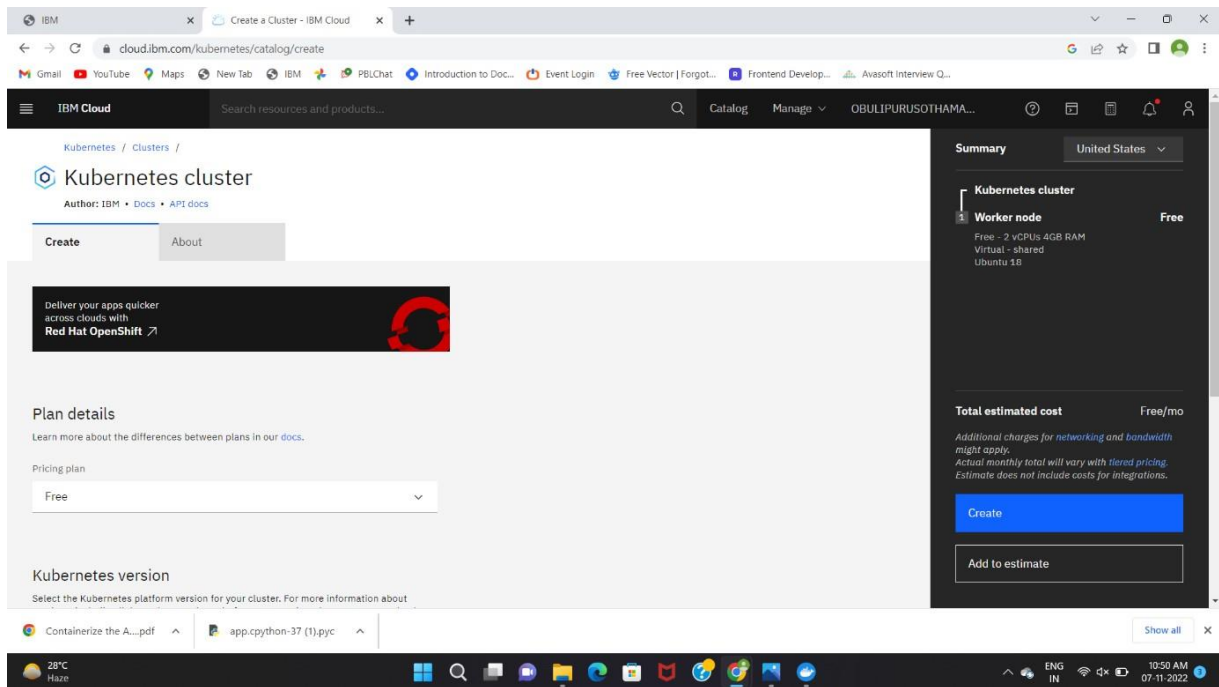 IBM
Create a Cluster - IBM Cloud
cloud.ibm.com/kubernetes/catalog/create
Gmail YouTube Maps New Tab IBM PBLChat Introduction to Doc... Event Login Free Vector | Forgot... Frontend Develop... Avasoft Interview Q...
IBM Cloud Search resources and products... Catalog Manage OBULIPURUSOTHAMA...
Kubernetes / Clusters /
Kubernetes cluster
Author: IBM • Docs • API docs
Create About
Deliver your apps quicker
across clouds with
Red Hat OpenShift
Plan details
Learn more about the differences between plans in our docs.
Pricing plan
Free
Kubernetes version
Select the Kubernetes platform version for your cluster. For more information about
Summary United States
Kubernetes cluster
1 Worker node Free
Free - 2 vCPUs 4GB RAM
Virtual - shared
Ubuntu 18
Total estimated cost Free/mo
Additional charges for networking and bandwidth
might apply.
Actual monthly total will vary with tiered pricing.
Estimate does not include costs for integrations.
Create
Add to estimate
Containerize the A....pdf app.cpython-37 (1).pyc Show all
28°C
Haze
ENG
IN
10:50 AM
07-11-2022